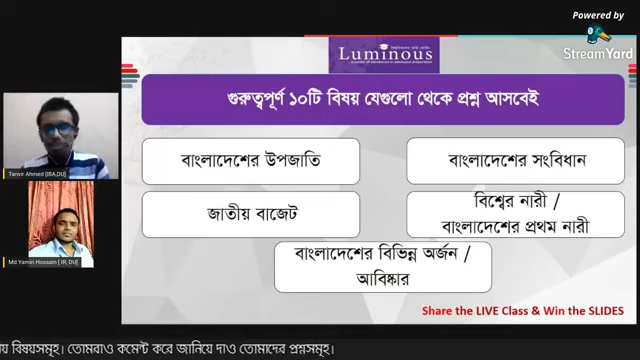 Powered by
StreamYard
Luminous
গুরুত্বপূর্ণ ১০টি বিষয় যেগুলো থেকে প্রশ্ন আসবেই
বাংলাদেশের উপজাতি
বাংলাদেশের সংবিধান
জাতীয় বাজেট
বিশ্বের নারী /
বাংলাদেশের প্রথম নারী
বাংলাদেশের বিভিন্ন অর্জন /
আবিষ্কার
Tanvir Ahmed [IBA,DU]
Md Yamin Hossain [ IR, DU]
Share the LIVE Class & Win the SLIDES
বিষয়সমূহ। তোমরাও কমেন্ট করে জানিয়ে দাও তোমাদের প্রশ্নসমূহ।